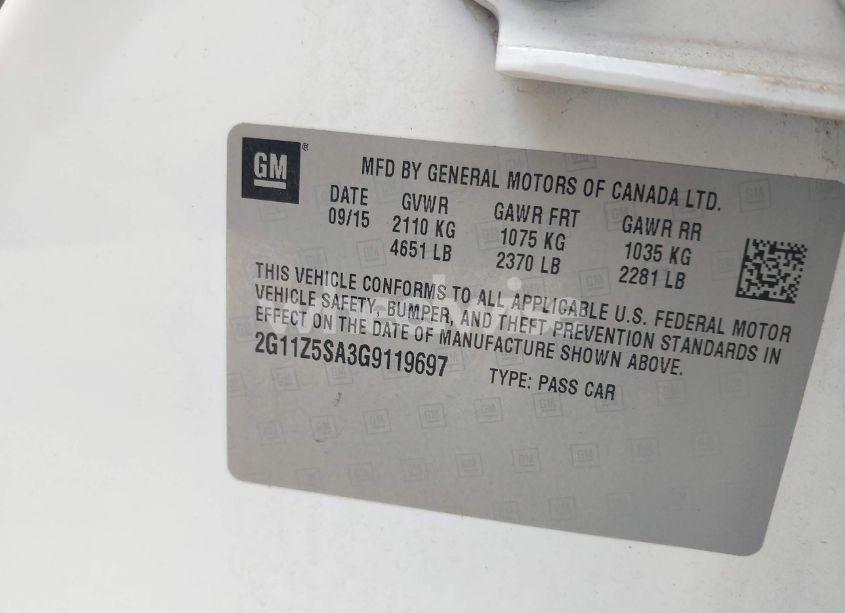 GM ®
MFD BY GENERAL MOTORS OF CANADA LTD.
DATE GVWR GAWR FRT GAWR RR
09/15 2110 KG 1075 KG 1035 KG
4651 LB 2370 LB 2281 LB
THIS VEHICLE CONFORMS TO ALL APPLICABLE U.S. FEDERAL MOTOR
VEHICLE SAFETY, BUMPER, AND THEFT PREVENTION STANDARDS IN
EFFECT ON THE DATE OF MANUFACTURE SHOWN ABOVE.
2G11Z5SA3G9119697 TYPE: PASS CAR